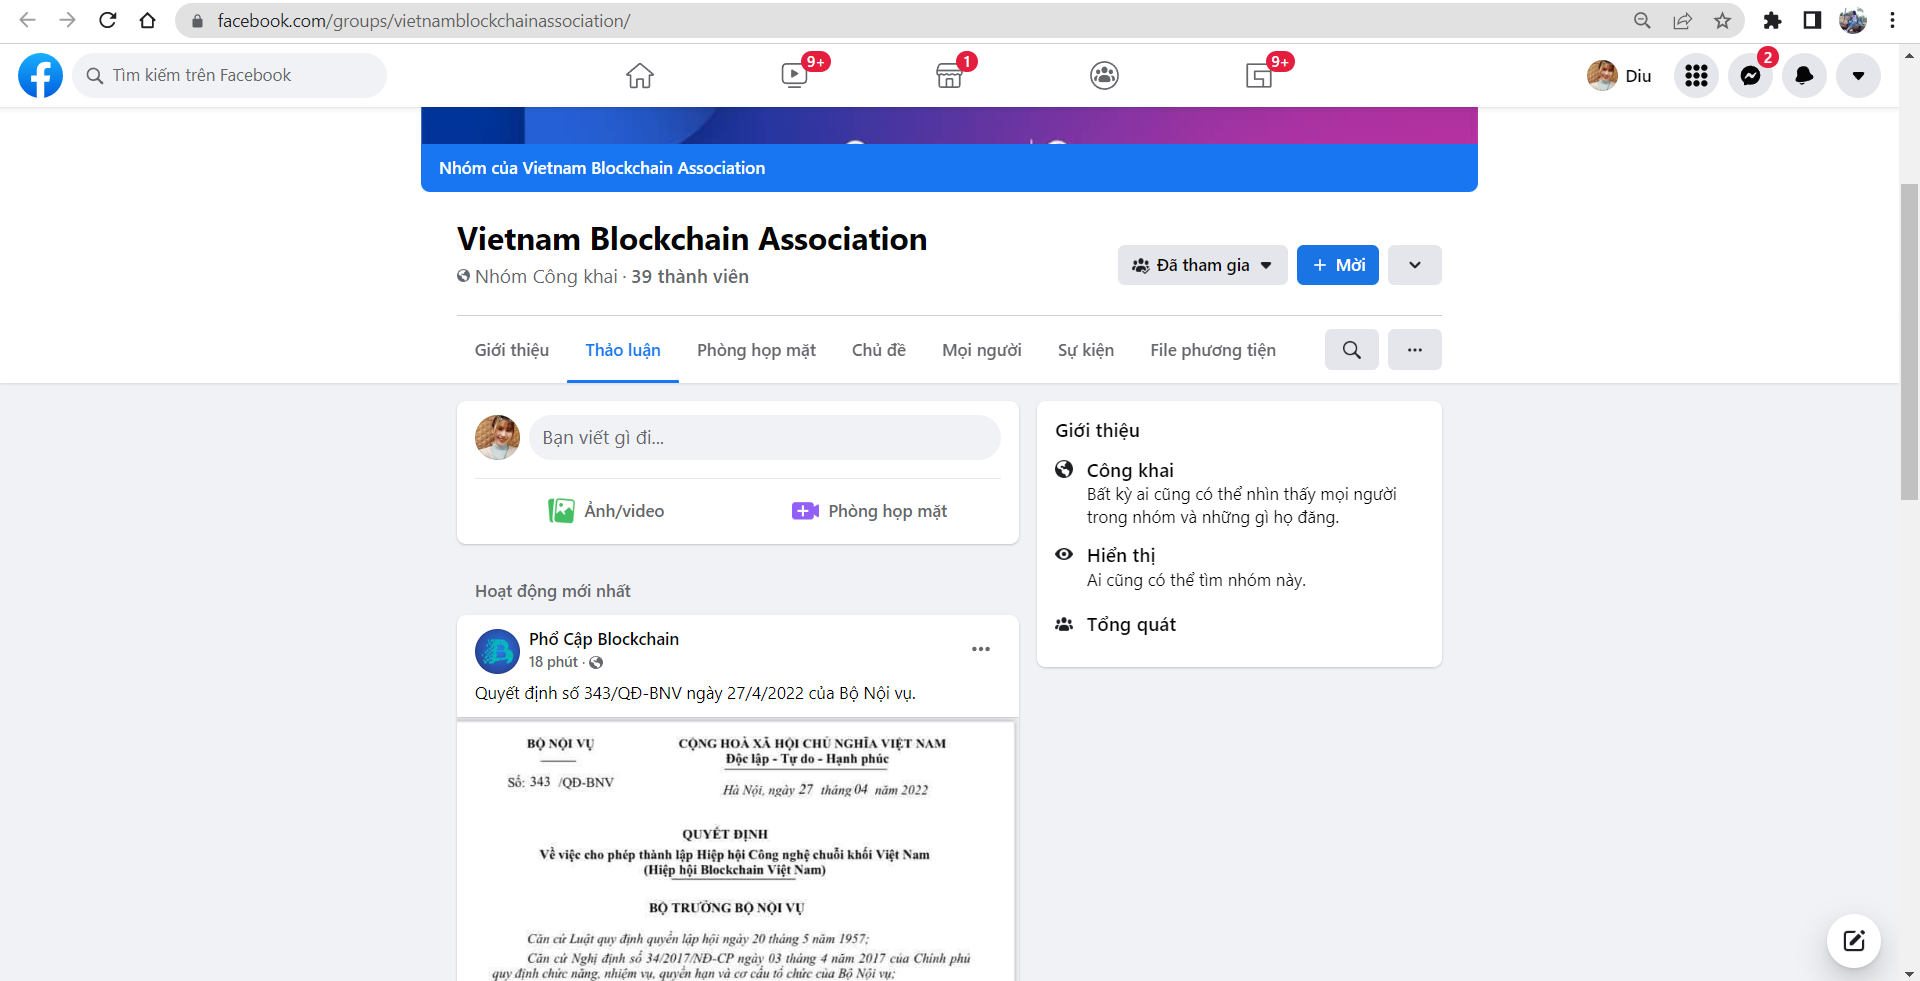 facebook.com/groups/vietnamblockchainassociation/
Tìm kiếm trên Facebook
9+
1
9+
Diu
2
Nhóm của Vietnam Blockchain Association
Vietnam Blockchain Association
Nhóm Công khai · 39 thành viên
Đã tham gia
+ Mời
Giới thiệu
Thảo luận
Phòng họp mặt
Chủ đề
Mọi người
Sự kiện
File phương tiện
Bạn viết gì đi...
Ảnh/video
Phòng họp mặt
Giới thiệu
Công khai
Bất kỳ ai cũng có thể nhìn thấy mọi người
trong nhóm và những gì họ đăng.
Hiển thị
Ai cũng có thể tìm nhóm này.
Tổng quát
Hoạt động mới nhất
Phổ Cập Blockchain
18 phút ·
Quyết định số 343/QĐ-BNV ngày 27/4/2022 của Bộ Nội vụ.
BỘ NỘI VỤ
CỘNG HOÀ XÃ HỘI CHỦ NGHĨA VIỆT NAM
Độc lập - Tự do - Hạnh phúc
Số: 343 /QĐ-BNV
Hà Nội, ngày 27 tháng 04 năm 2022
QUYẾT ĐỊNH
Về việc cho phép thành lập Hiệp hội Công nghệ chuỗi khối Việt Nam
(Hiệp hội Blockchain Việt Nam)
BỘ TRƯỞNG BỘ NỘI VỤ
Căn cứ Luật quy định quyền lập hội ngày 20 tháng 5 năm 1957;
Căn cứ Nghị định số 34/2017/NĐ-CP ngày 03 tháng 4 năm 2017 của Chính phủ
quy định chức năng, nhiệm vụ, quyền hạn và cơ cấu tổ chức của Bộ Nội vụ;